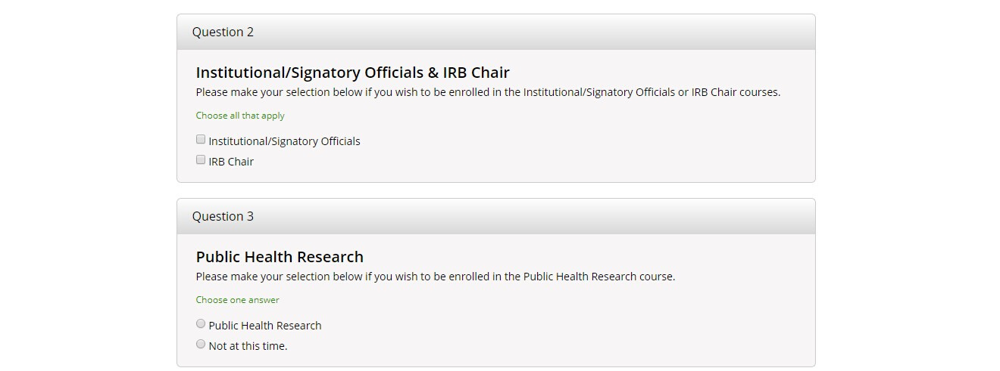 Question 2
Institutional/Signatory Officials & IRB Chair
Please make your selection below if you wish to be enrolled in the Institutional/Signatory Officials or IRB Chair courses.
Choose all that apply
Institutional/Signatory Officials
IRB Chair
Question 3
Public Health Research
Please make your selection below if you wish to be enrolled in the Public Health Research course.
Choose one answer
Public Health Research
Not at this time.